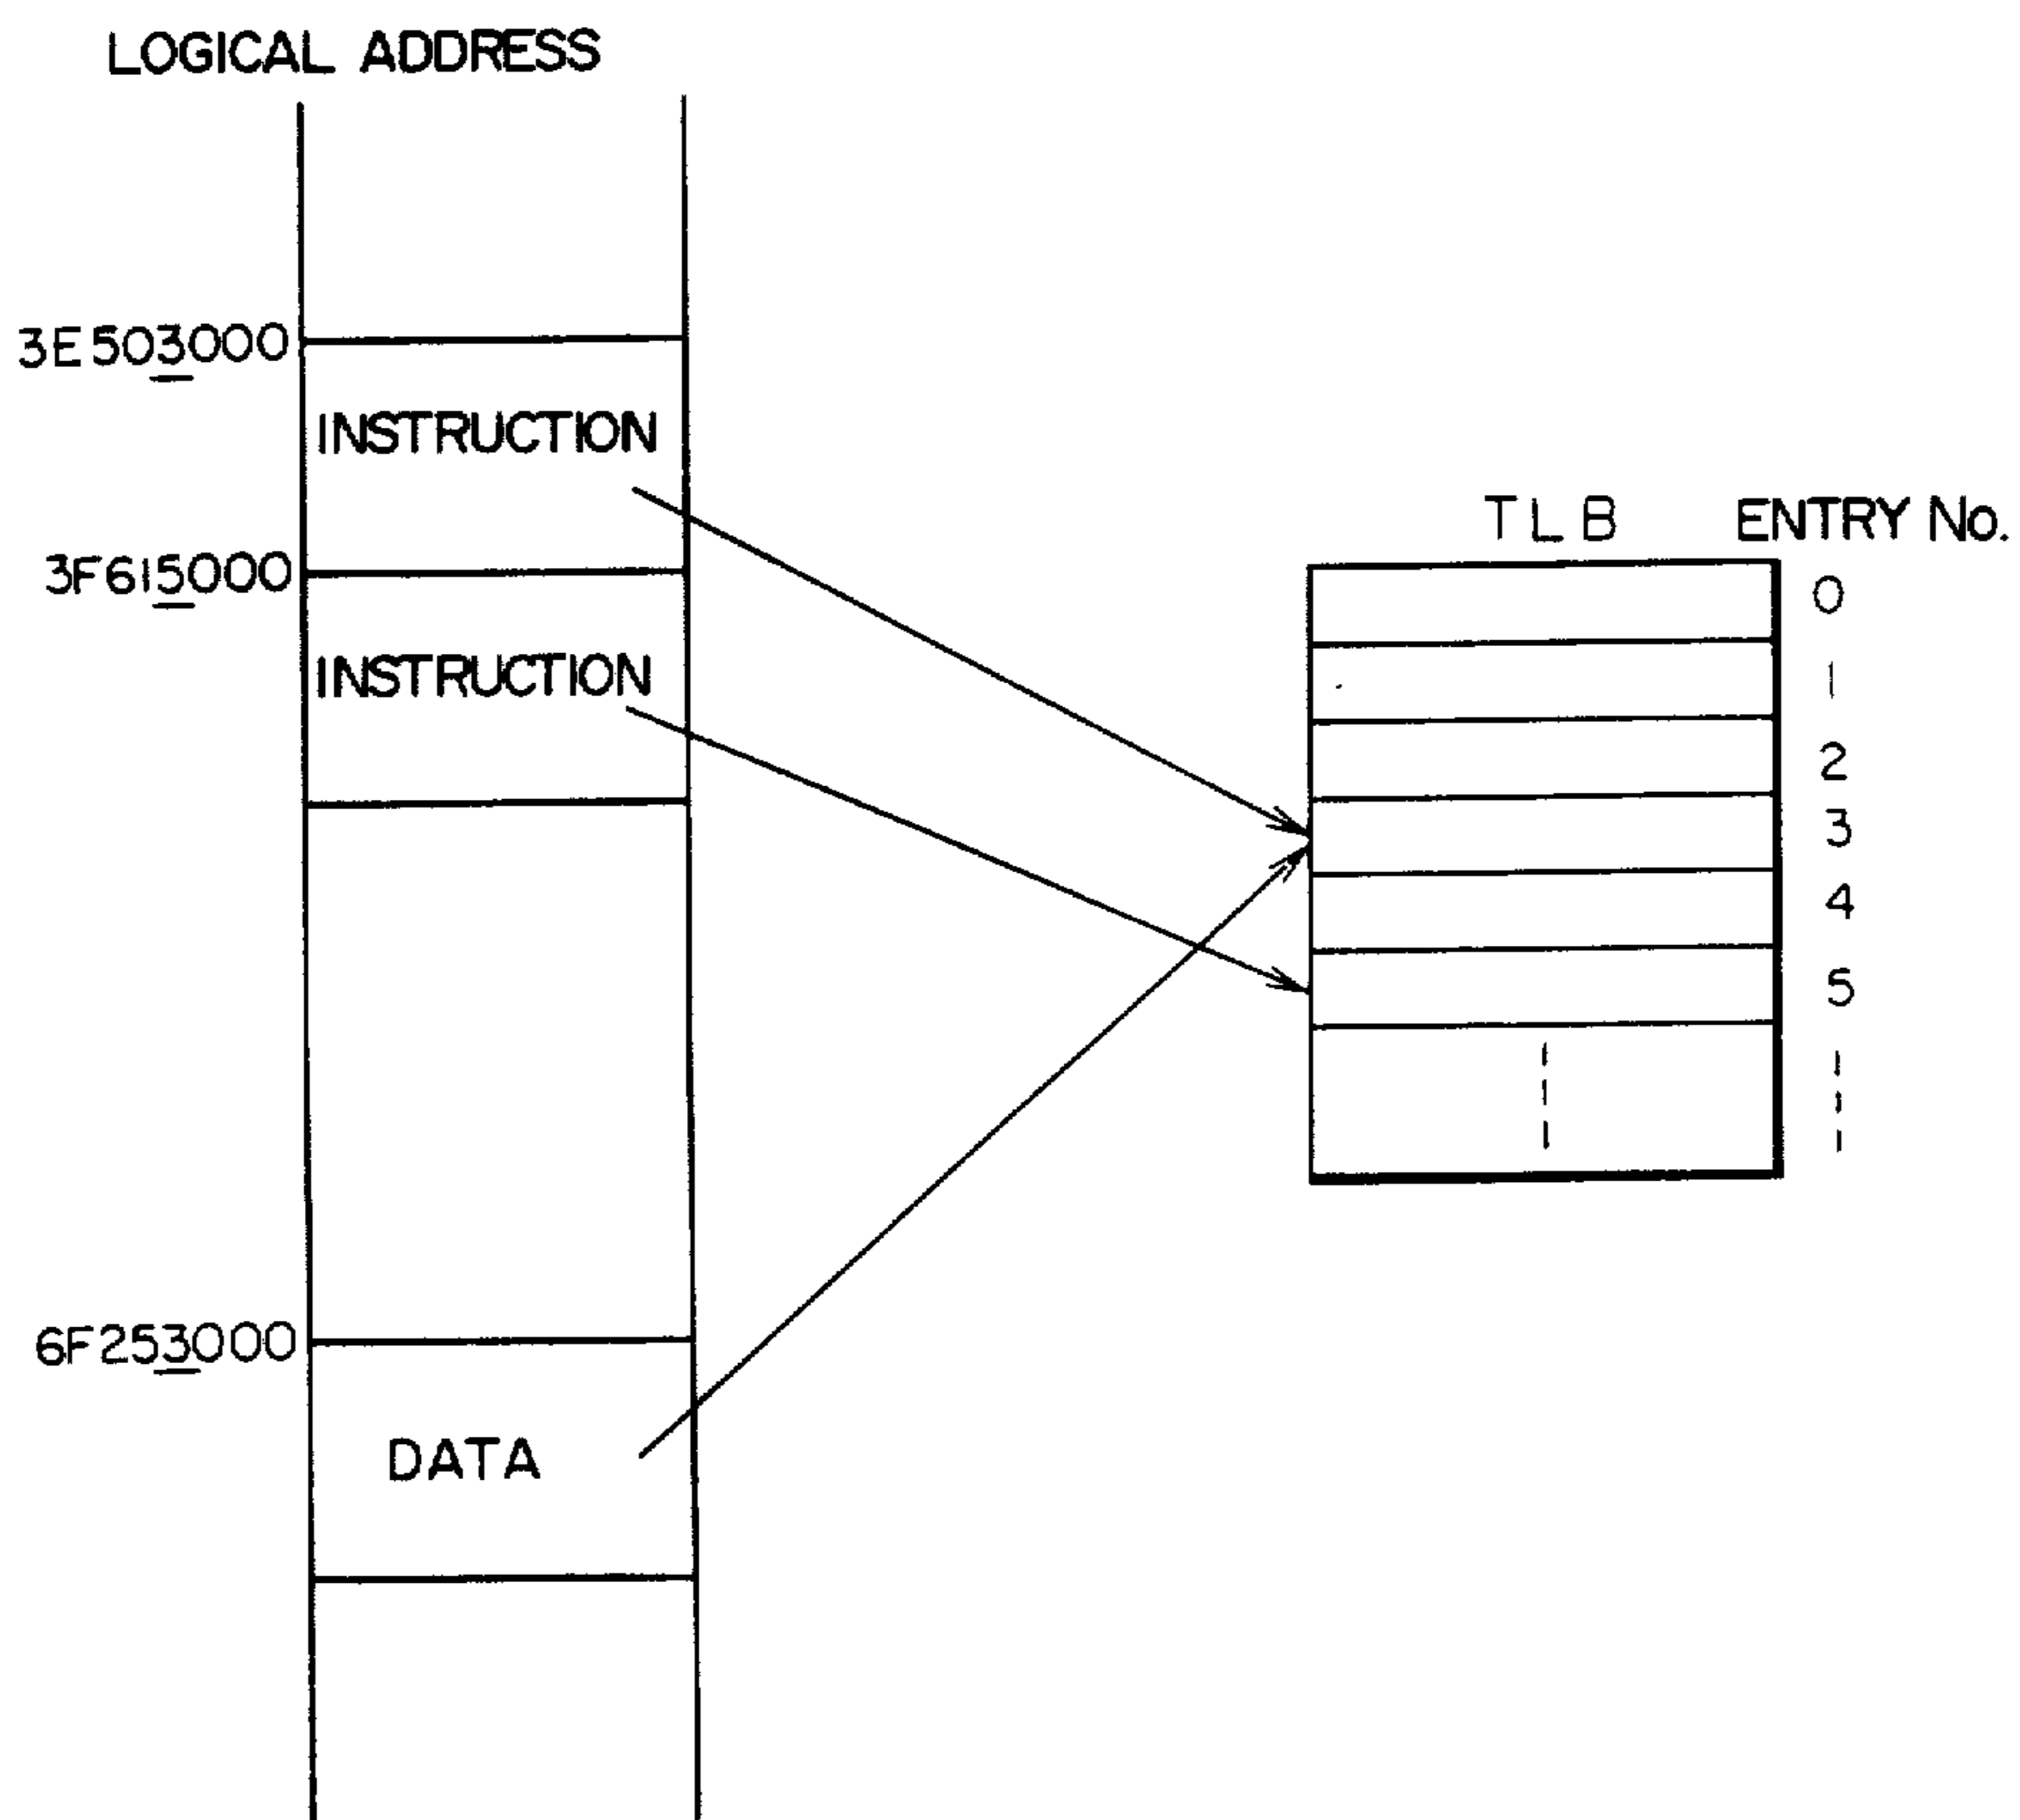 LOGICAL ADDRESS
3E503000
INSTRUCTION
3F615000
INSTRUCTION
6F253000
DATA
TLB ENTRY No.
0
1
2
3
4
5